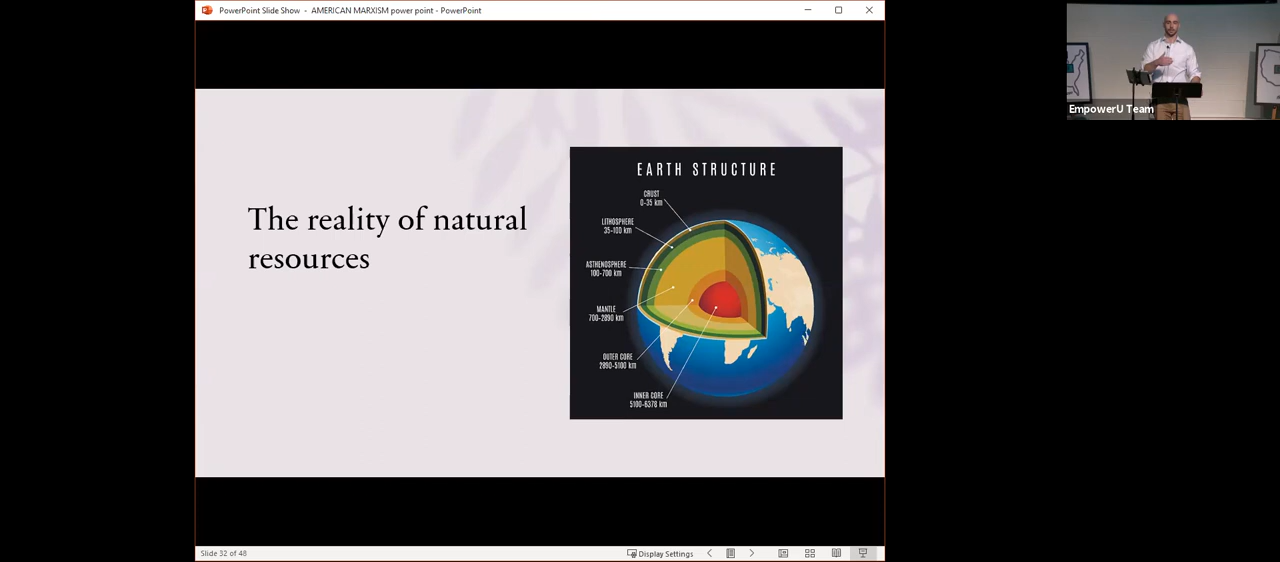 PowerPoint Slide Show - AMERICAN MARXISM power point - PowerPoint
The reality of natural
resources
EARTH STRUCTURE
CRUST
0-35 km
LITHOSPHERE
35-100 km
ASTHENOSPHERE
100-700 km
MANTLE
700-2890 km
OUTER CORE
2890-5100 km
INNER CORE
5100-6378 km
Slide 32 of 48
Display Settings
EmpowerU Team